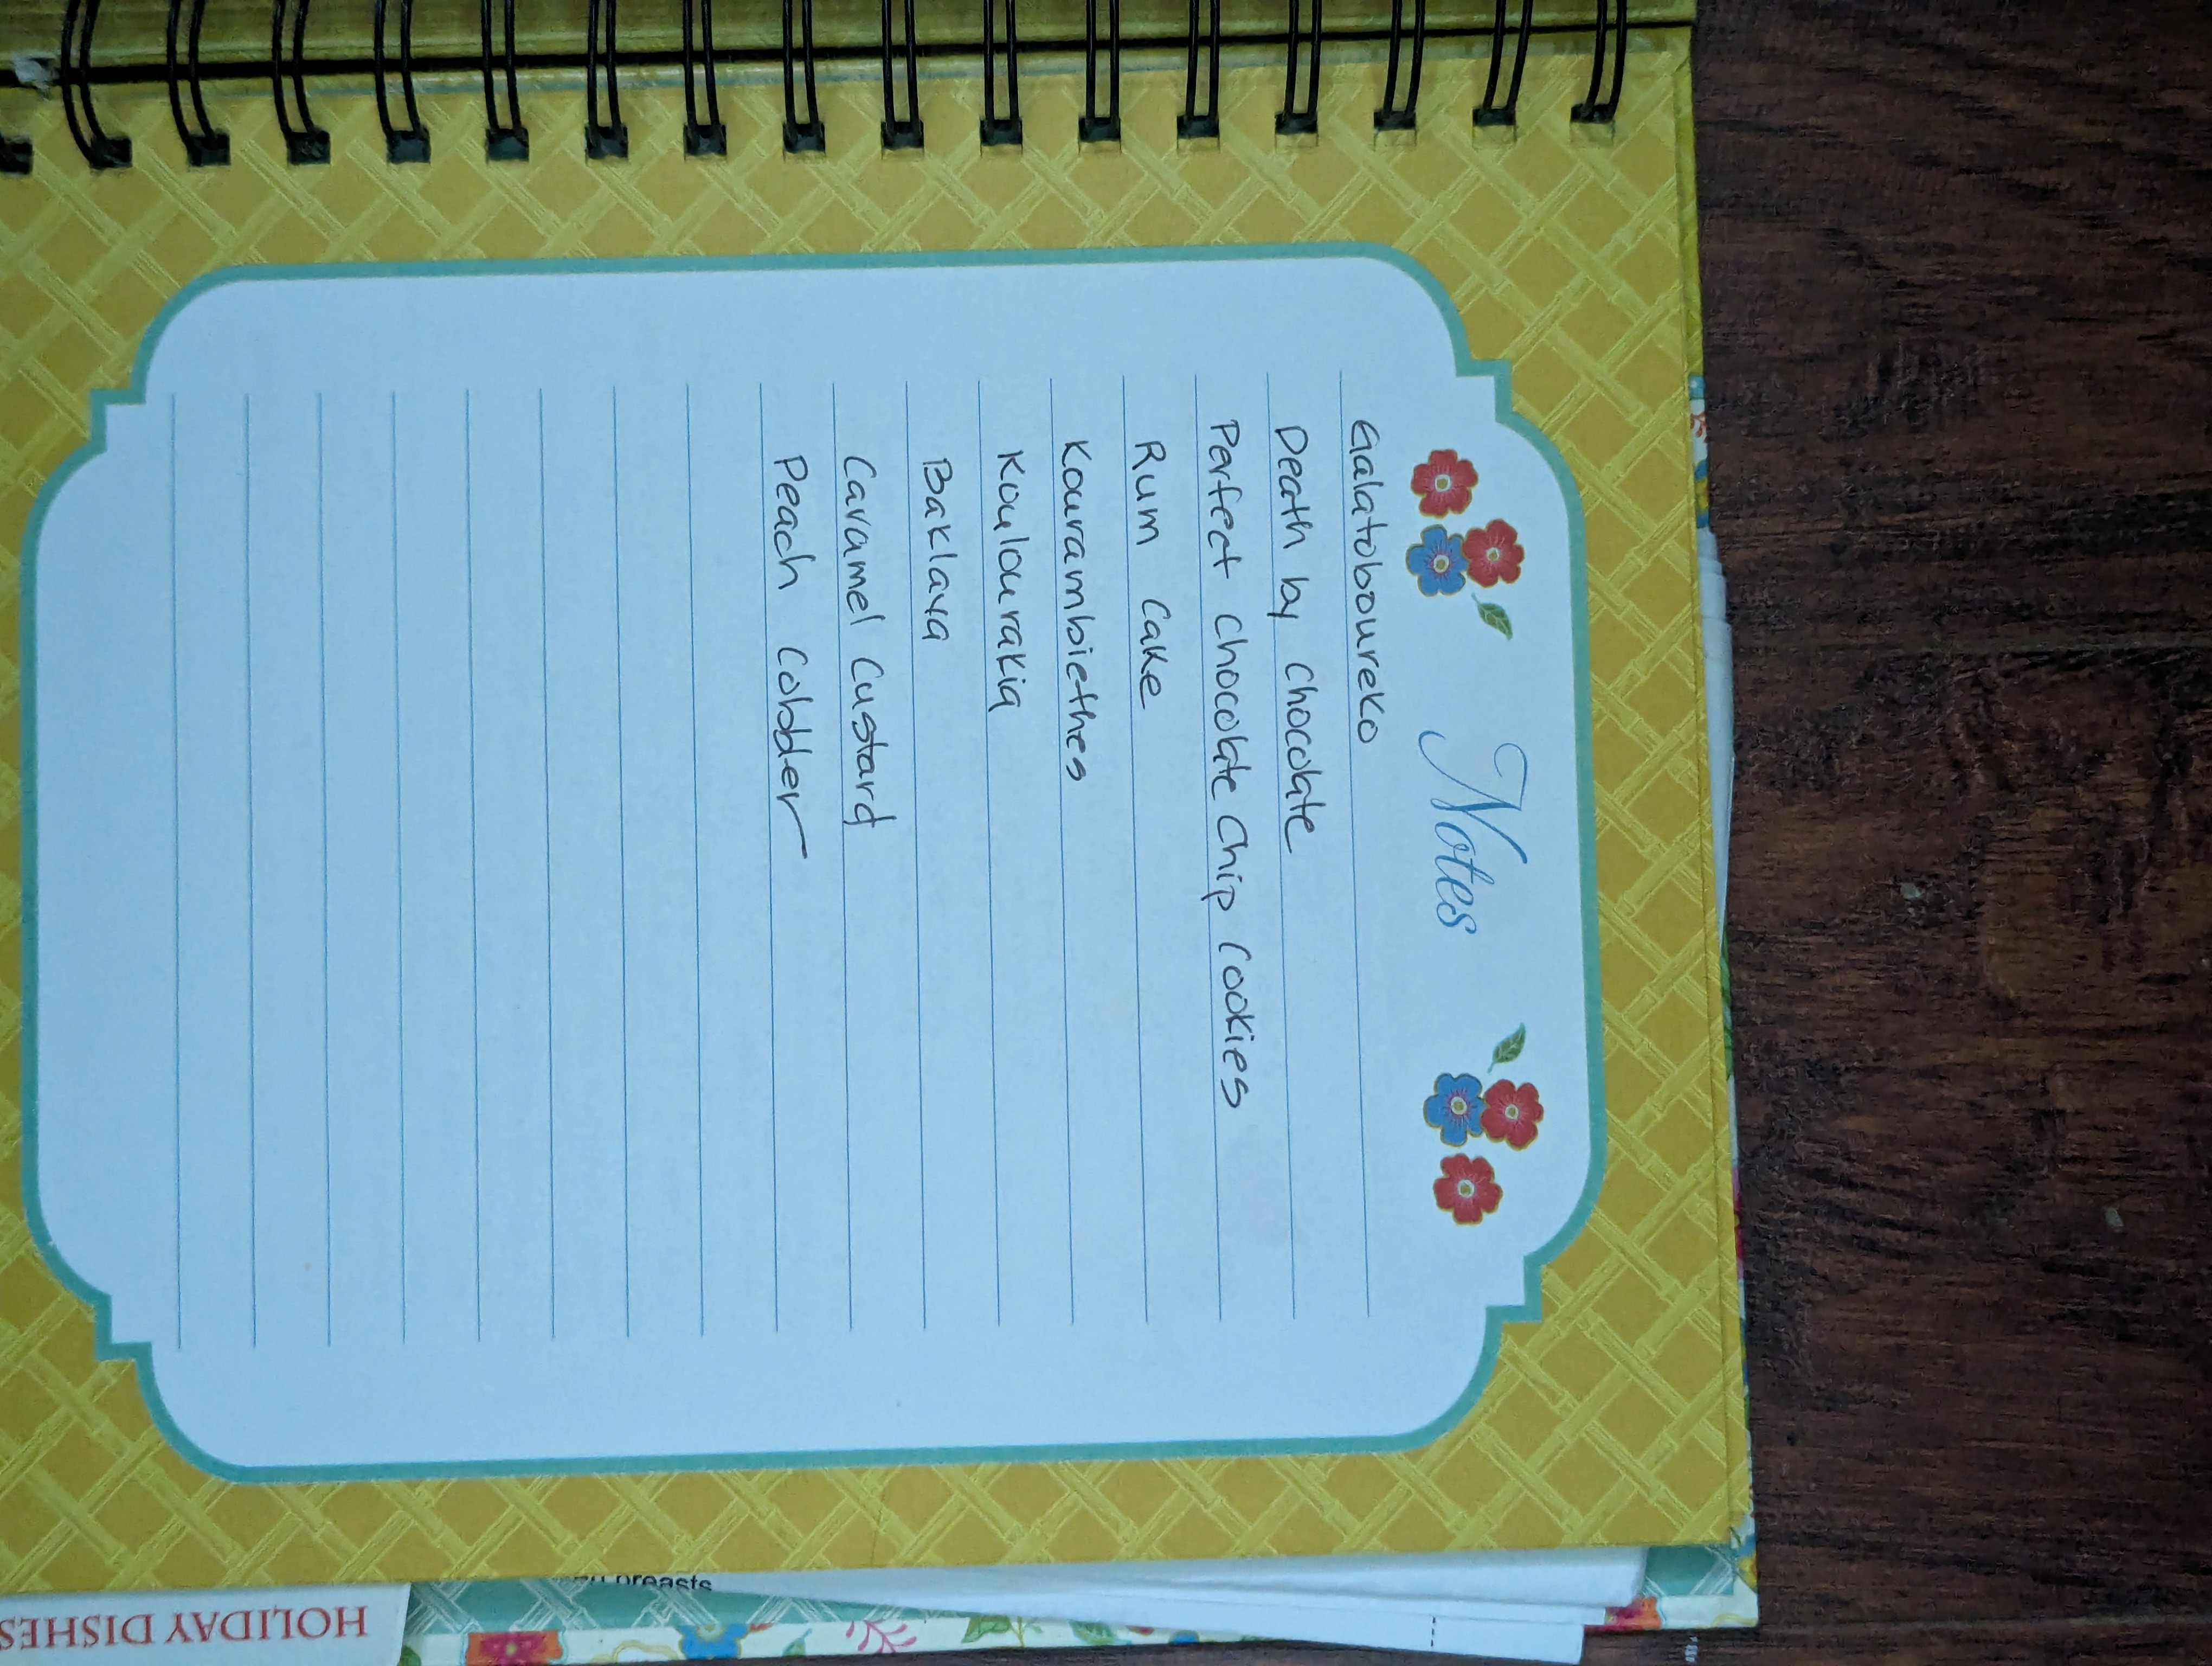 Notes
Galatoboureko
Death by Chocolate
Perfect Chocolate Chip Cookies
Rum Cake
Kourambiethes
Koulourakia
Baklava
Caramel Custard
Peach Cobbler
breasts
HOLIDAY DISHES